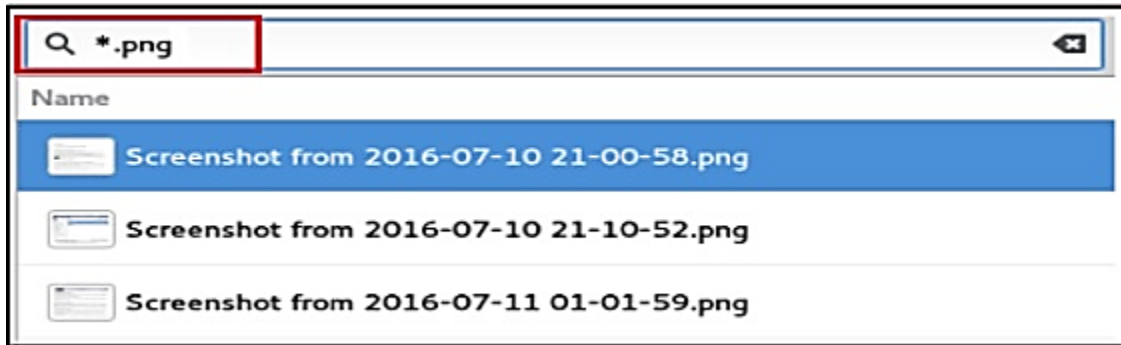 *.png
Name
Screenshot from 2016-07-10 21-00-58.png
Screenshot from 2016-07-10 21-10-52.png
Screenshot from 2016-07-11 01-01-59.png